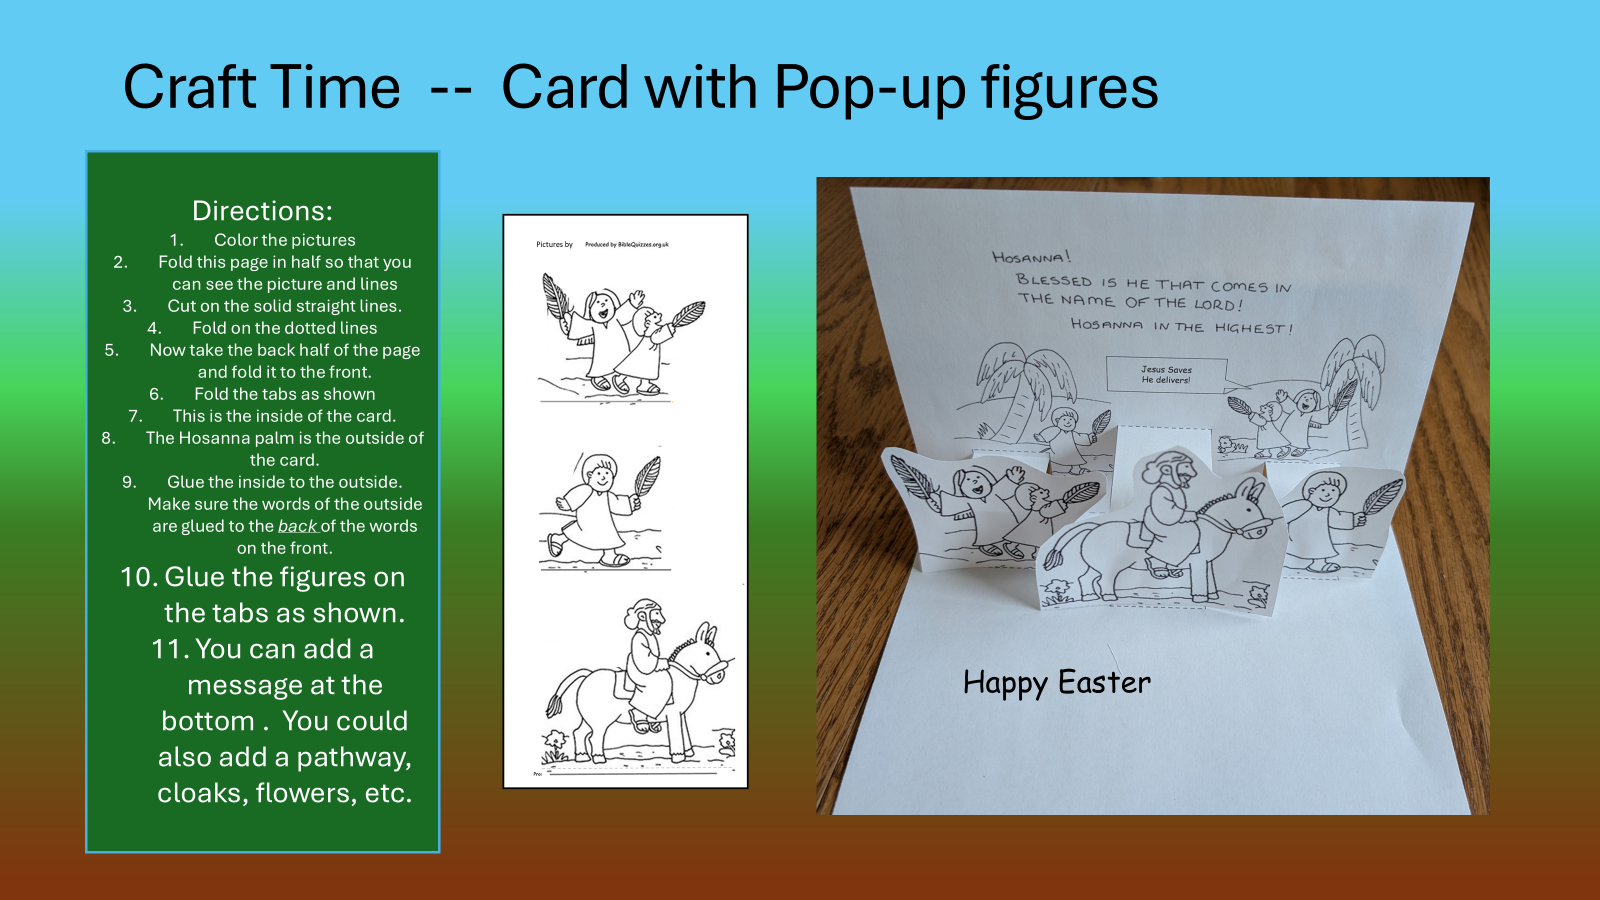 Craft Time -- Card with Pop-up figures
Directions:
1. Color the pictures
2. Fold this page in half so that you
can see the picture and lines
3. Cut on the solid straight lines.
4. Fold on the dotted lines
5. Now take the back half of the page
and fold it to the front.
6. Fold the tabs as shown
7. This is the inside of the card.
8. The Hosanna palm is the outside of
the card.
9. Glue the inside to the outside.
Make sure the words of the outside
are glued to the back of the words
on the front.
10. Glue the figures on
the tabs as shown.
11. You can add a
message at the
bottom . You could
also add a pathway,
cloaks, flowers, etc.
Pictures by Produced by BibleQuizzes.org.uk
HOSANNA!
BLESSED IS HE THAT COMES IN
THE NAME OF THE LORD!
HOSANNA IN THE HIGHEST!
Jesus Saves
He delivers!
Happy Easter